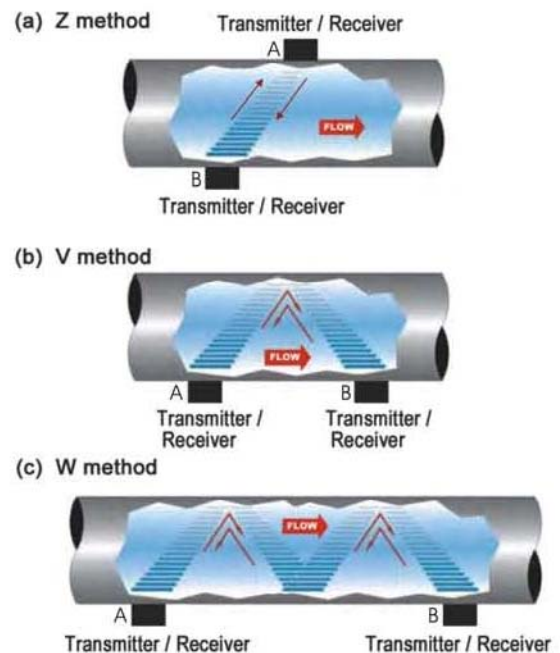 (a) Z method
Transmitter / Receiver
A
FLOW
B
Transmitter / Receiver
(b) V method
FLOW
A
B
Transmitter /
Receiver
Transmitter /
Receiver
(c) W method
FLOW
A
B
Transmitter / Receiver
Transmitter / Receiver